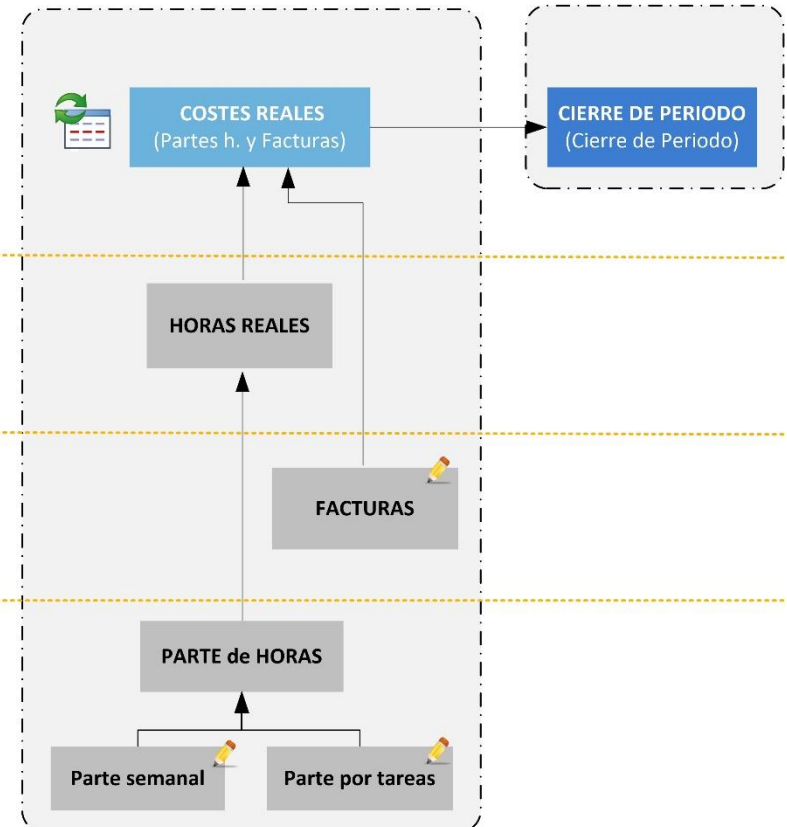 COSTES REALES
(Partes h. y Facturas)
CIERRE DE PERIODO
(Cierre de Periodo)
HORAS REALES
FACTURAS
PARTE de HORAS
Parte semanal
Parte por tareas